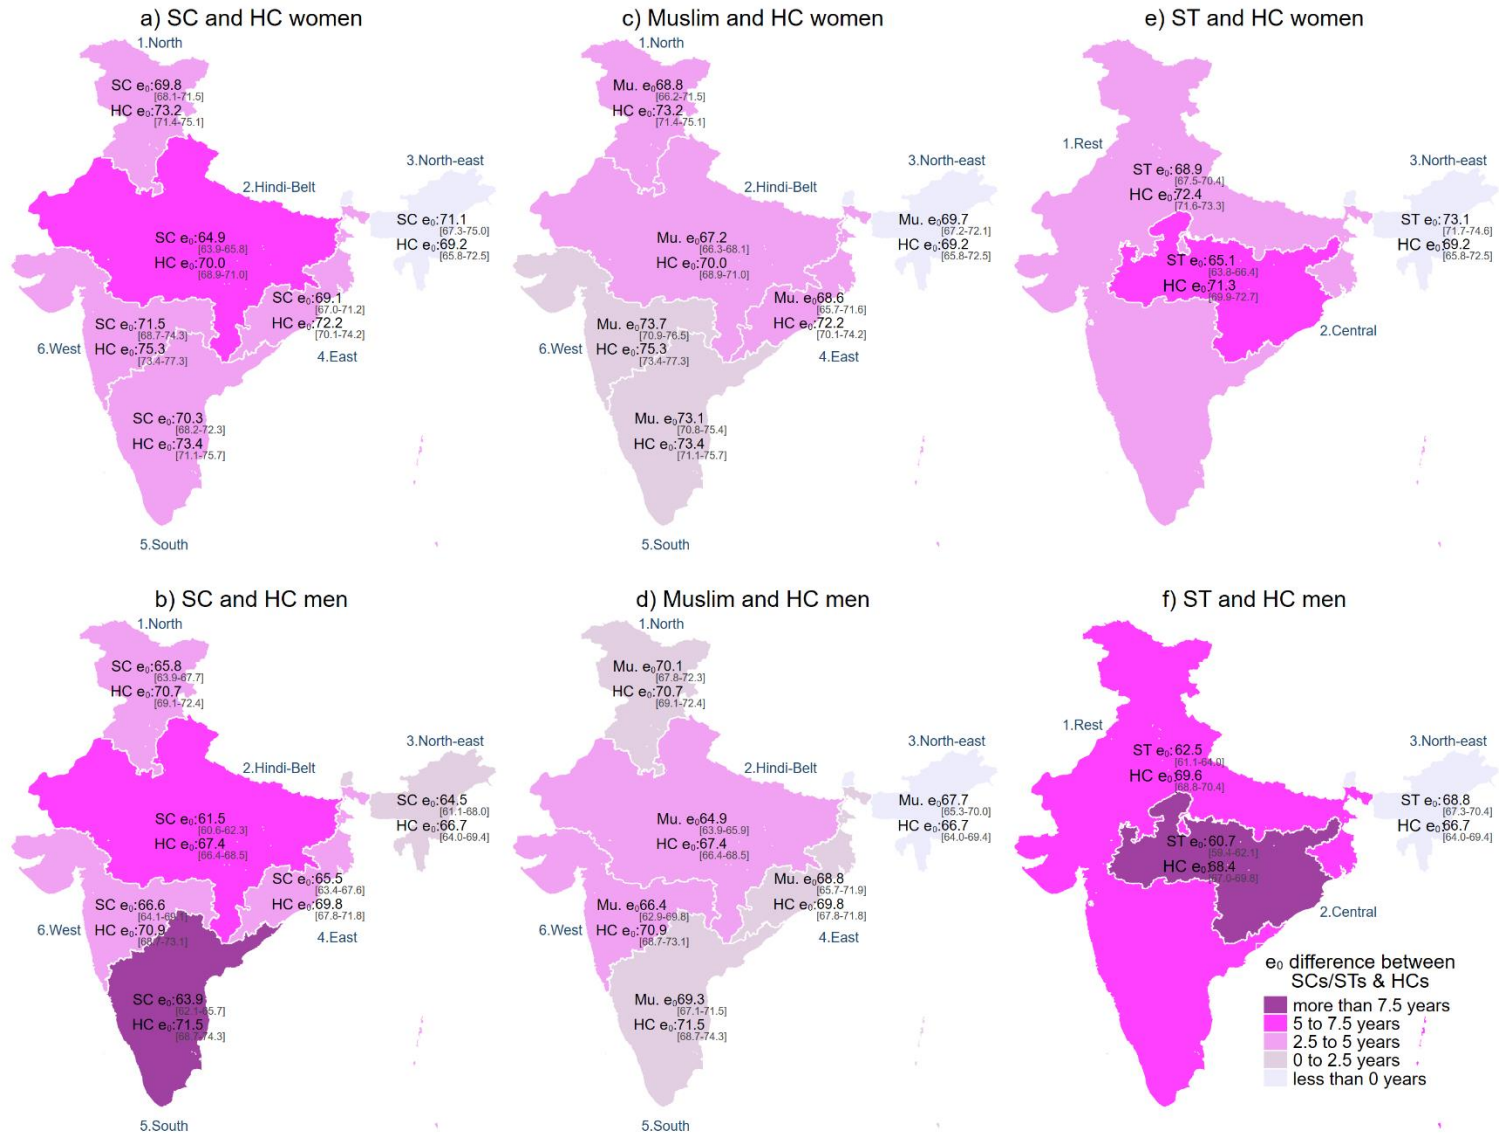 a) SC and HC women
1.North
SC e₀:69.8
[68.1-71.5]
HC e₀:73.2
[71.4-75.1]
3.North-east
2.Hindi-Belt
SC e₀:71.1
[67.3-75.0]
HC e₀:69.2
[65.8-72.5]
SC e₀:64.9
[63.9-65.8]
HC e₀:70.0
[68.9-71.0]
SC e₀:69.1
[67.0-71.2]
HC e₀:72.2
[70.1-74.2]
4.East
SC e₀:71.5
[68.7-74.3]
HC e₀:75.3
[73.4-77.3]
6.West
SC e₀:70.3
[68.2-72.3]
HC e₀:73.4
[71.1-75.7]
5.South
c) Muslim and HC women
1.North
Mu. e₀68.8
[66.2-71.5]
HC e₀:73.2
[71.4-75.1]
3.North-east
2.Hindi-Belt
Mu. e₀:69.7
[67.2-72.1]
HC e₀:69.2
[65.8-72.5]
Mu. e₀:67.2
[66.3-68.1]
HC e₀:70.0
[68.9-71.0]
Mu. e₀:68.6
[65.7-71.6]
HC e₀:72.2
[70.1-74.2]
4.East
Mu. e₀:73.7
[70.9-76.5]
HC e₀:75.3
[73.4-77.3]
6.West
Mu. e₀73.1
[70.8-75.4]
HC e₀:73.4
[71.1-75.7]
5.South
e) ST and HC women
1.Rest
3.North-east
ST e₀:68.9
[67.5-70.4]
HC e₀:72.4
[71.6-73.3]
ST e₀:73.1
[71.7-74.6]
HC e₀:69.2
[65.8-72.5]
ST e₀:65.1
[63.8-66.4]
HC e₀:71.3
[69.9-72.7]
2.Central
b) SC and HC men
1.North
SC e₀:65.8
[63.9-67.7]
HC e₀:70.7
[69.1-72.4]
3.North-east
2.Hindi-Belt
SC e₀:64.5
[61.1-68.0]
HC e₀:66.7
[64.0-69.4]
SC e₀:61.5
[60.6-62.3]
HC e₀:67.4
[66.4-68.5]
SC e₀:65.5
[63.4-67.6]
HC e₀:69.8
[67.8-71.8]
4.East
SC e₀:66.6
HC e₀:70.9
[68.7-73.1]
6.West
SC e₀:63.9
[62.1-65.7]
HC e₀:71.5
[68.7-74.3]
5.South
d) Muslim and HC men
1.North
Mu. e₀70.1
[67.8-72.3]
HC e₀:70.7
[69.1-72.4]
3.North-east
2.Hindi-Belt
Mu. e₀:67.7
[65.3-70.0]
HC e₀:66.7
[64.0-69.4]
Mu. e₀:64.9
[63.9-65.9]
HC e₀:67.4
[66.4-68.5]
Mu. e₀:68.8
[65.7-71.9]
HC e₀:69.8
[67.8-71.8]
4.East
Mu. e₀:66.4
[62.9-69.8]
HC e₀:70.9
[68.7-73.1]
6.West
Mu. e₀:69.3
[67.1-71.5]
HC e₀:71.5
[68.7-74.3]
5.South
f) ST and HC men
1.Rest
3.North-east
ST e₀:62.5
[61.1-64.0]
HC e₀:69.6
[68.8-70.4]
ST e₀:68.8
[67.3-70.4]
HC e₀:66.7
[64.0-69.4]
ST e₀:60.7
[59.4-62.1]
HC e₀:68.4
[67.0-69.8]
2.Central
e₀ difference between
SCs/STs & HCs
more than 7.5 years
5 to 7.5 years
2.5 to 5 years
0 to 2.5 years
less than 0 years